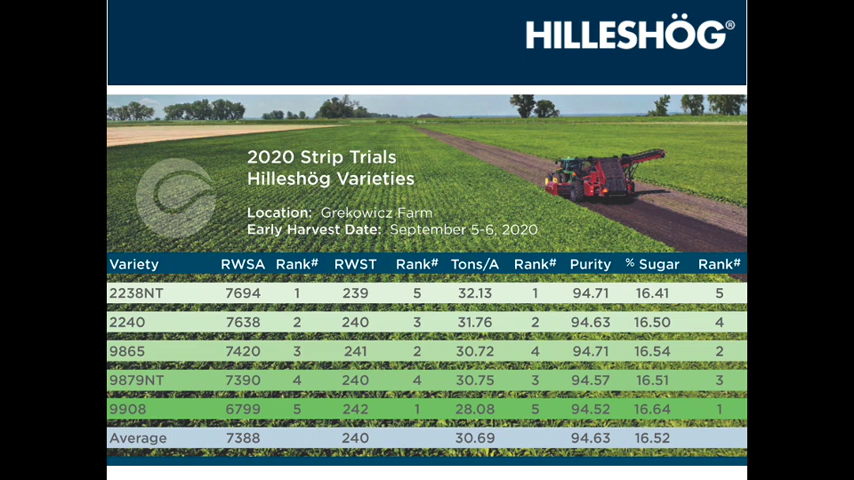 HILLESHÖG®
2020 Strip Trials
Hilleshög Varieties
Location: Grekowicz Farm
Early Harvest Date: September 5-6, 2020
Variety RWSA Rank# RWST Rank# Tons/A Rank# Purity % Sugar Rank#
2238NT 7694 1 239 5 32.13 1 94.71 16.41 5
2240 7638 2 240 3 31.76 2 94.63 16.50 4
9865 7420 3 241 2 30.72 4 94.71 16.54 2
9879NT 7390 4 240 4 30.75 3 94.57 16.51 3
9908 6799 5 242 1 28.08 5 94.52 16.64 1
Average 7388 240 30.69 94.63 16.52